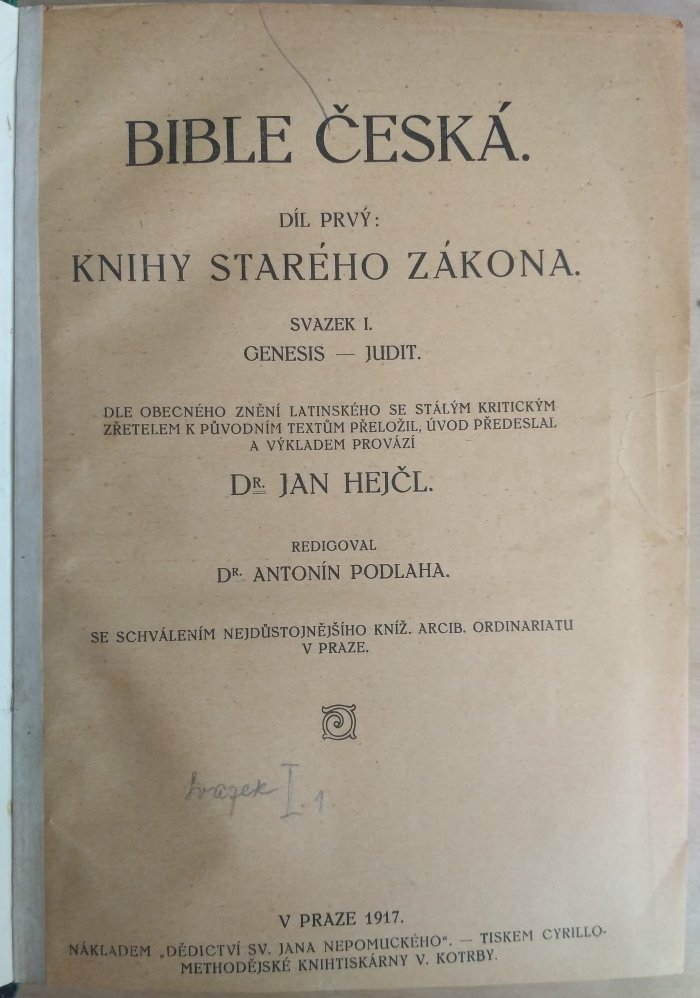 BIBLE ČESKÁ.
DÍL PRVÝ:
KNIHY STARÉHO ZÁKONA.
SVAZEK I.
GENESIS — JUDIT.
DLE OBECNÉHO ZNĚNÍ LATINSKÉHO SE STÁLÝM KRITICKÝM
ZŘETELEM K PŮVODNÍM TEXTŮM PŘELOŽIL, ÚVOD PŘEDESLAL
A VÝKLADEM PROVÁZÍ
DR. JAN HEJČL.
REDIGOVAL
DR. ANTONÍN PODLAHA.
SE SCHVÁLENÍM NEJDŮSTOJNĚJŠÍHO KNÍŽ. ARCIB. ORDINARIATU
V PRAZE.
Svazek I. 1.
V PRAZE 1917.
NÁKLADEM „DĚDICTVÍ SV. JANA NEPOMUCKÉHO“. — TISKEM CYRILLO-
METHODĚJSKÉ KNIHTISKÁRNY V. KOTRBY.